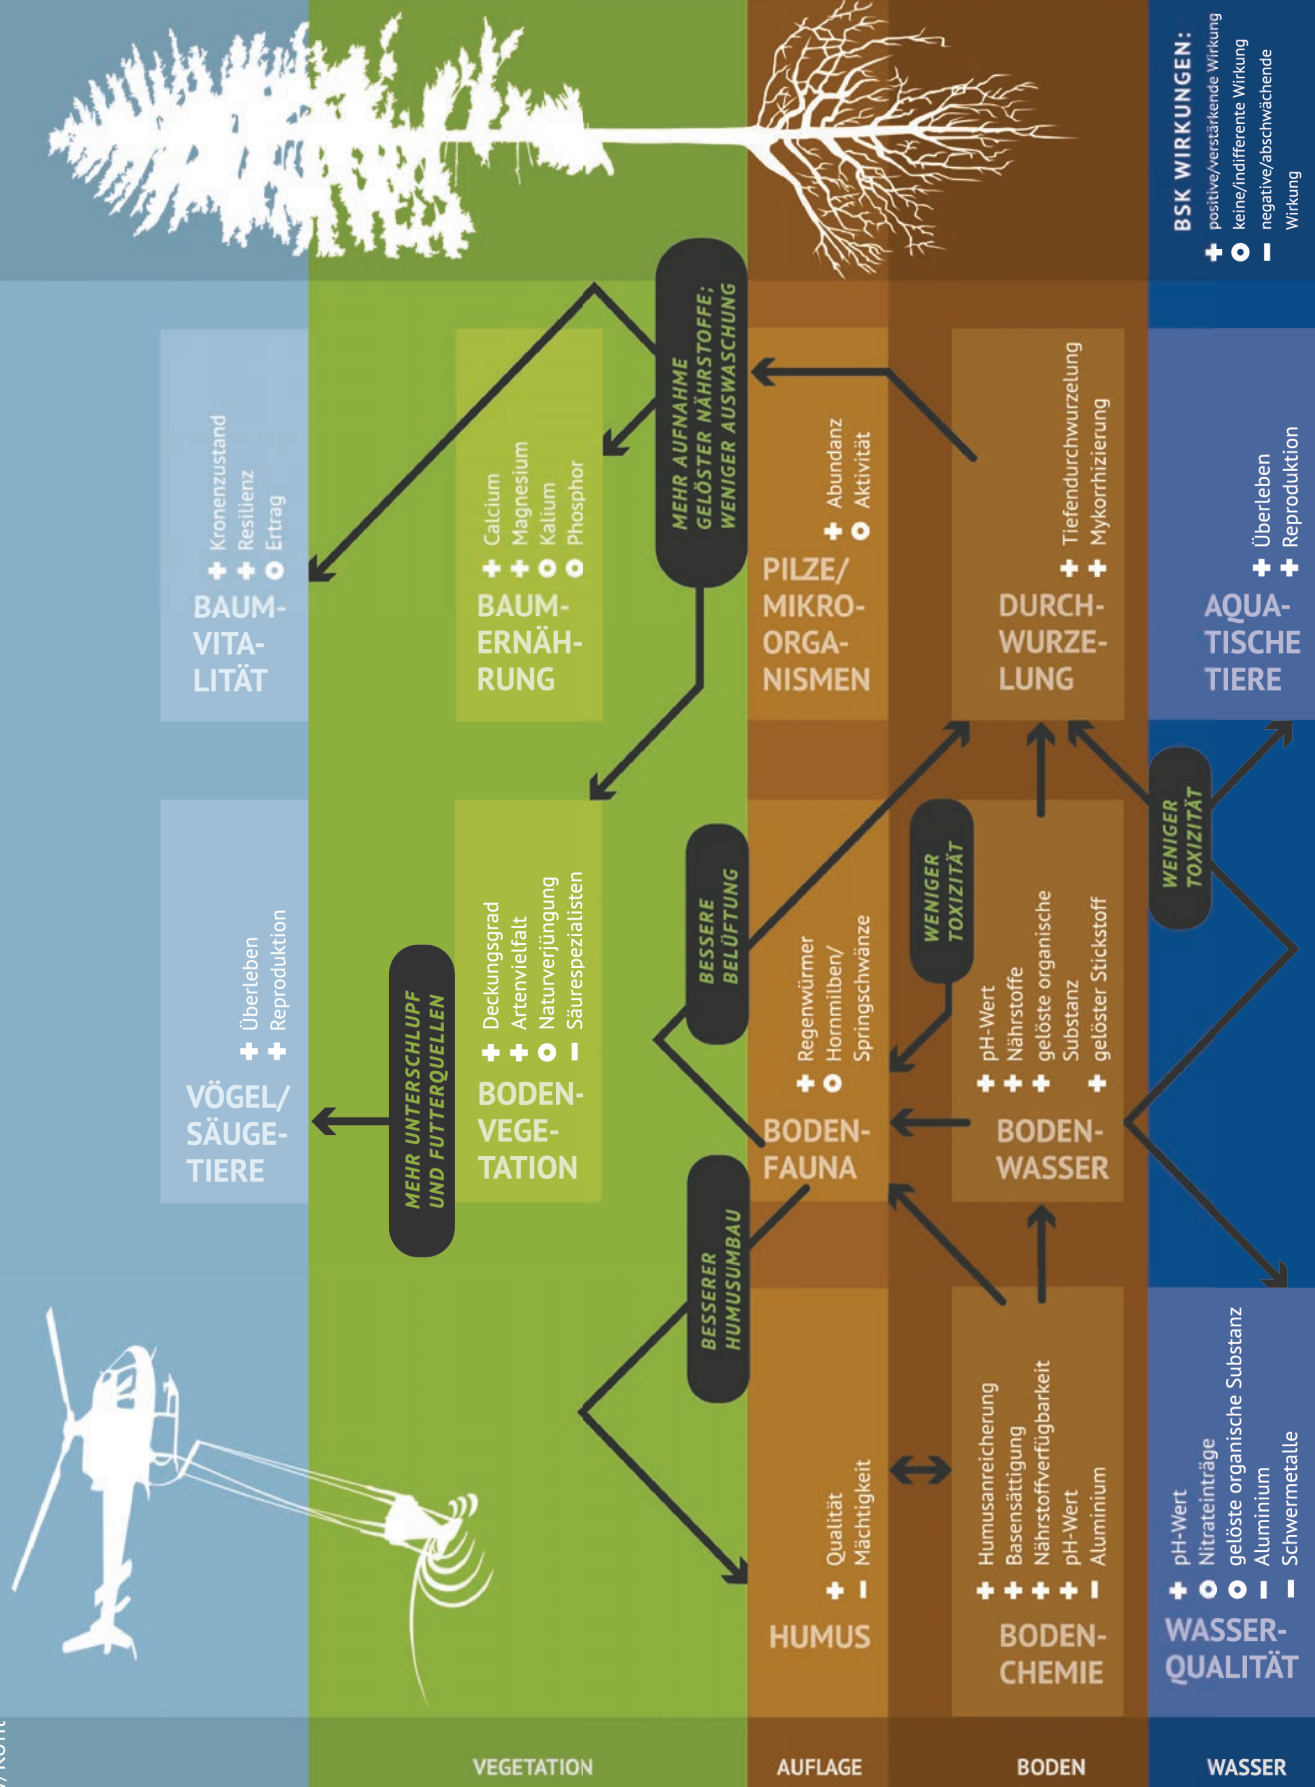 VÖGEL/
SÄUGE-
TIERE
+ Überleben
+ Reproduktion
BAUM-
VITA-
LITÄT
+ Kronenzustand
+ Resilienz
o Ertrag
MEHR UNTERSCHLUPF
UND FUTTERQUELLEN
VEGETATION
BODEN-
VEGE-
TATION
+ Deckungsgrad
+ Artenvielfalt
o Naturverjüngung
− Säurespezialisten
BAUM-
ERNÄH-
RUNG
+ Calcium
+ Magnesium
o Kalium
o Phosphor
BESSERER
HUMUSUMBAU
BESSERE
BELÜFTUNG
MEHR AUFNAHME
GELÖSTER NÄHRSTOFFE;
WENIGER AUSWASCHUNG
AUFLAGE
HUMUS
+ Qualität
− Mächtigkeit
BODEN-
FAUNA
+ Regenwürmer
o Hornmilben/
Springschwänze
PILZE/
MIKRO-
ORGA-
NISMEN
+ Abundanz
o Aktivität
WENIGER
TOXIZITÄT
BODEN
BODEN-
CHEMIE
+ Humusanreicherung
+ Basensättigung
+ Nährstoffverfügbarkeit
+ pH-Wert
− Aluminium
BODEN-
WASSER
+ pH-Wert
+ Nährstoffe
+ gelöste organische
Substanz
+ gelöster Stickstoff
DURCH-
WURZE-
LUNG
+ Tiefendurchwurzelung
+ Mykorrhizierung
WENIGER
TOXIZITÄT
WASSER
WASSER-
QUALITÄT
+ pH-Wert
o Nitrateinträge
o gelöste organische Substanz
− Aluminium
− Schwermetalle
AQUA-
TISCHE
TIERE
+ Überleben
+ Reproduktion
BSK WIRKUNGEN:
+ positive/verstärkende Wirkung
o keine/indifferente Wirkung
− negative/abschwächende
Wirkung